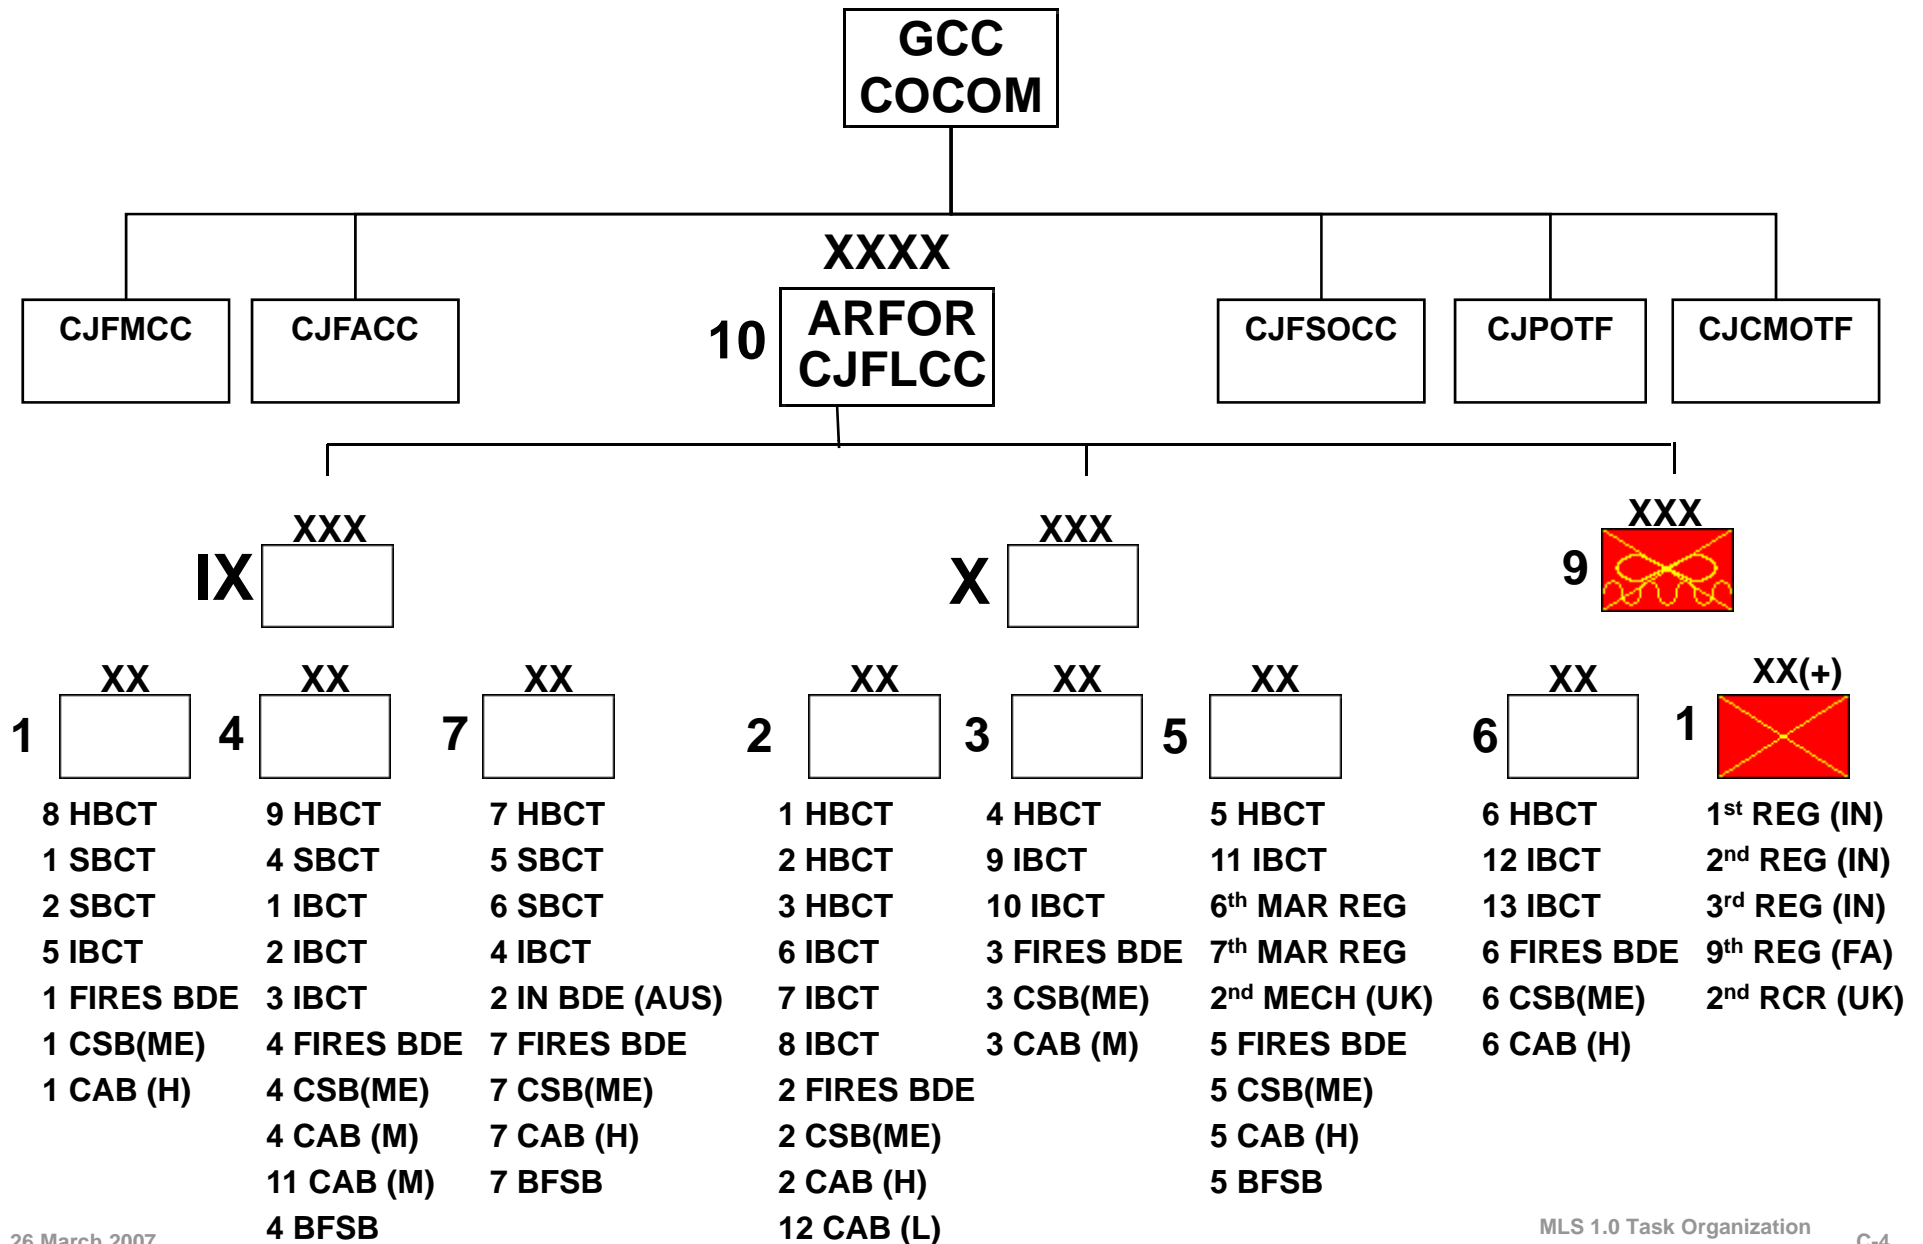 GCC
COCOM
XXXX
10
ARFOR
CJFLCC
CJFMCC
CJFACC
CJFSOCC
CJPOTF
CJCMOTF
XXX
IX
XXX
X
XXX
9
XX
1
XX
4
XX
7
XX
2
XX
3
XX
5
XX
6
XX(+)
1
8 HBCT
1 SBCT
2 SBCT
5 IBCT
1 FIRES BDE
1 CSB(ME)
1 CAB (H)
9 HBCT
4 SBCT
1 IBCT
2 IBCT
3 IBCT
4 FIRES BDE
4 CSB(ME)
4 CAB (M)
11 CAB (M)
4 BFSB
7 HBCT
5 SBCT
6 SBCT
4 IBCT
2 IN BDE (AUS)
7 FIRES BDE
7 CSB(ME)
7 CAB (H)
7 BFSB
1 HBCT
2 HBCT
3 HBCT
6 IBCT
7 IBCT
8 IBCT
2 FIRES BDE
2 CSB(ME)
2 CAB (H)
12 CAB (L)
4 HBCT
9 IBCT
10 IBCT
3 FIRES BDE
3 CSB(ME)
3 CAB (M)
5 HBCT
11 IBCT
6th MAR REG
7th MAR REG
2nd MECH (UK)
5 FIRES BDE
5 CSB(ME)
5 CAB (H)
5 BFSB
6 HBCT
12 IBCT
13 IBCT
6 FIRES BDE
6 CSB(ME)
6 CAB (H)
1st REG (IN)
2nd REG (IN)
3rd REG (IN)
9th REG (FA)
2nd RCR (UK)
26 March 2007
MLS 1.0 Task Organization
C-4